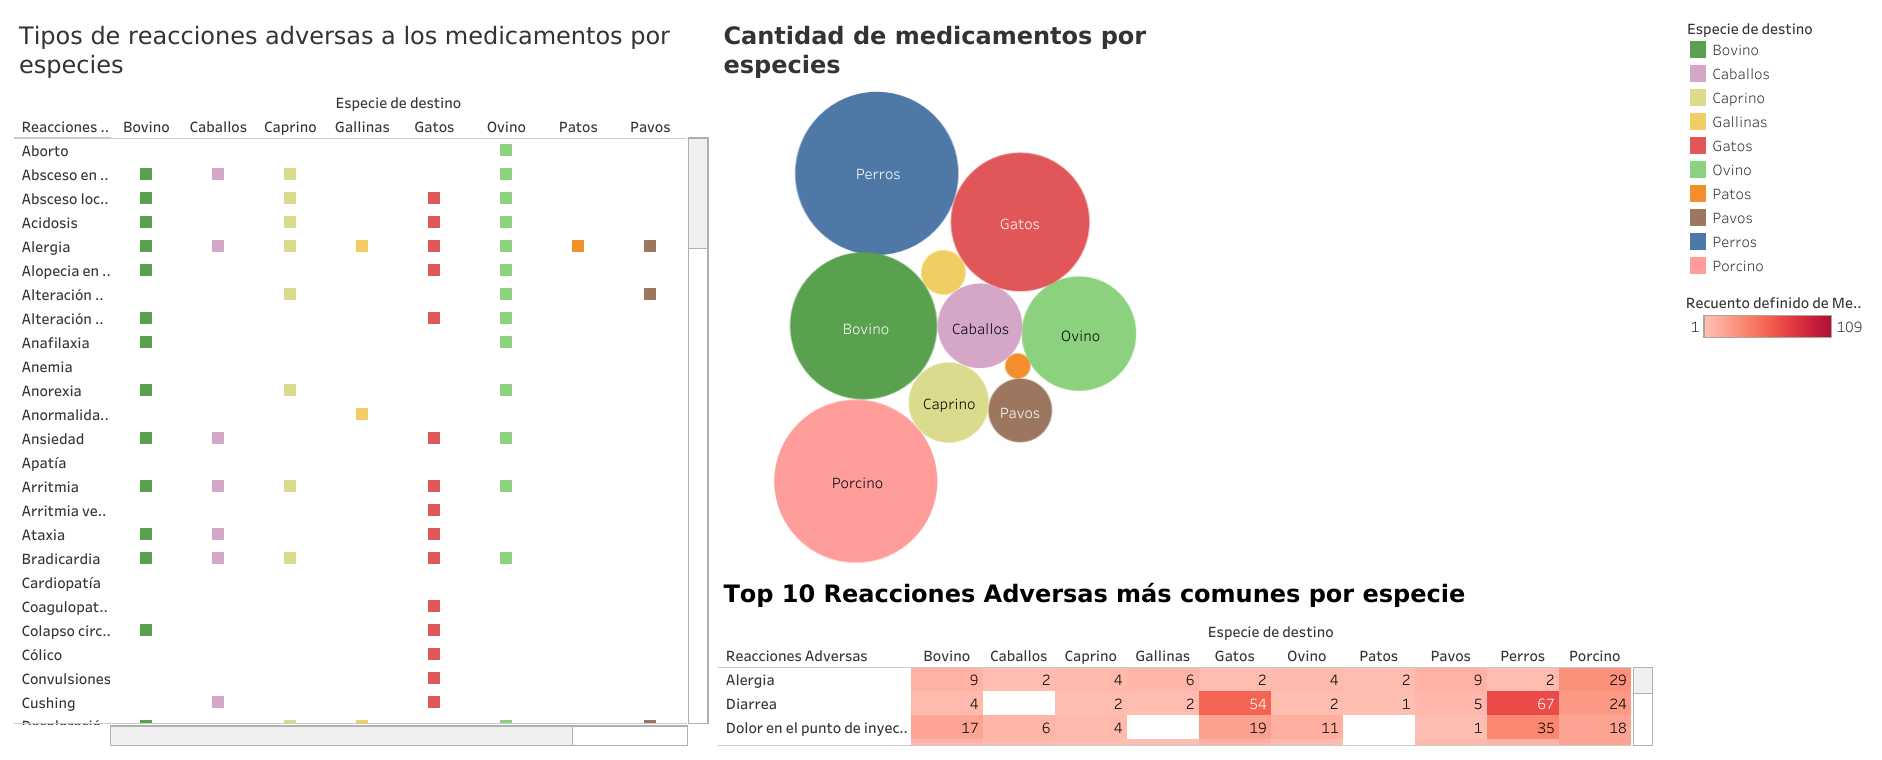 Tipos de reacciones adversas a los medicamentos por
especies
Especie de destino
Reacciones .. Bovino Caballos Caprino Gallinas Gatos Ovino Patos Pavos
Aborto
Absceso en ..
Absceso loc..
Acidosis
Alergia
Alopecia en ..
Alteración ..
Alteración ..
Anafilaxia
Anemia
Anorexia
Anormalida..
Ansiedad
Apatía
Arritmia
Arritmia ve..
Ataxia
Bradicardia
Cardiopatía
Coagulopat..
Colapso circ..
Cólico
Convulsiones
Cushing
Cantidad de medicamentos por
especies
Perros
Gatos
Bovino
Caballos
Ovino
Caprino
Pavos
Porcino
Top 10 Reacciones Adversas más comunes por especie
Especie de destino
Reacciones Adversas Bovino Caballos Caprino Gallinas Gatos Ovino Patos Pavos Perros Porcino
Alergia 9 2 4 6 2 4 2 9 2 29
Diarrea 4 2 2 54 2 1 5 67 24
Dolor en el punto de inyec.. 17 6 4 19 11 1 35 18
Especie de destino
Bovino
Caballos
Caprino
Gallinas
Gatos
Ovino
Patos
Pavos
Perros
Porcino
Recuento definido de Me..
1 109